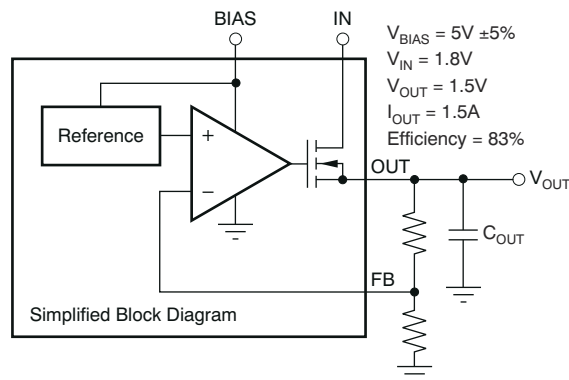 BIAS
IN
V_BIAS = 5V ±5%
V_IN = 1.8V
V_OUT = 1.5V
I_OUT = 1.5A
Efficiency = 83%
Reference
+
−
OUT
V_OUT
C_OUT
FB
Simplified Block Diagram